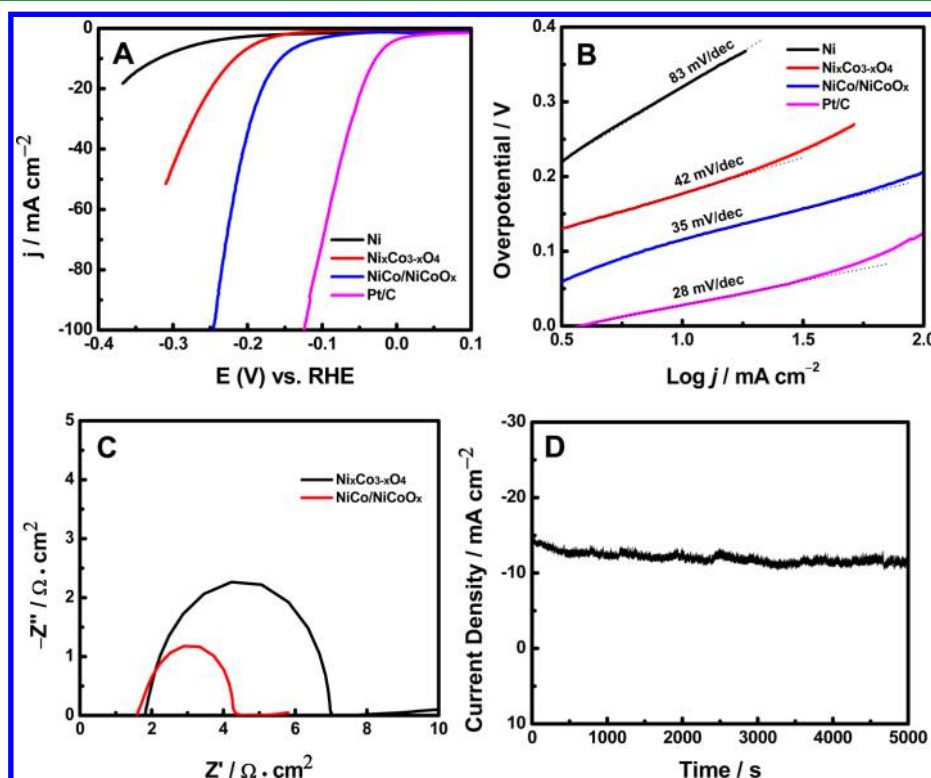 A
j / mA cm⁻²
0
-20
-40
-60
-80
-100
-0.4 -0.3 -0.2 -0.1 0.0 0.1
E (V) vs. RHE
Ni
NixCo3-xO4
NiCo/NiCoOx
Pt/C
B
Overpotential / V
0.4
0.3
0.2
0.1
0.0
0.5 1.0 1.5 2.0
Log j / mA cm⁻²
83 mV/dec
42 mV/dec
35 mV/dec
28 mV/dec
Ni
NixCo3-xO4
NiCo/NiCoOx
Pt/C
C
-Z'' / Ω · cm²
5
4
3
2
1
0
0 2 4 6 8 10
Z' / Ω · cm²
NixCo3-xO4
NiCo/NiCoOx
D
Current Density / mA cm⁻²
-30
-20
-10
0
10
0 1000 2000 3000 4000 5000
Time / s